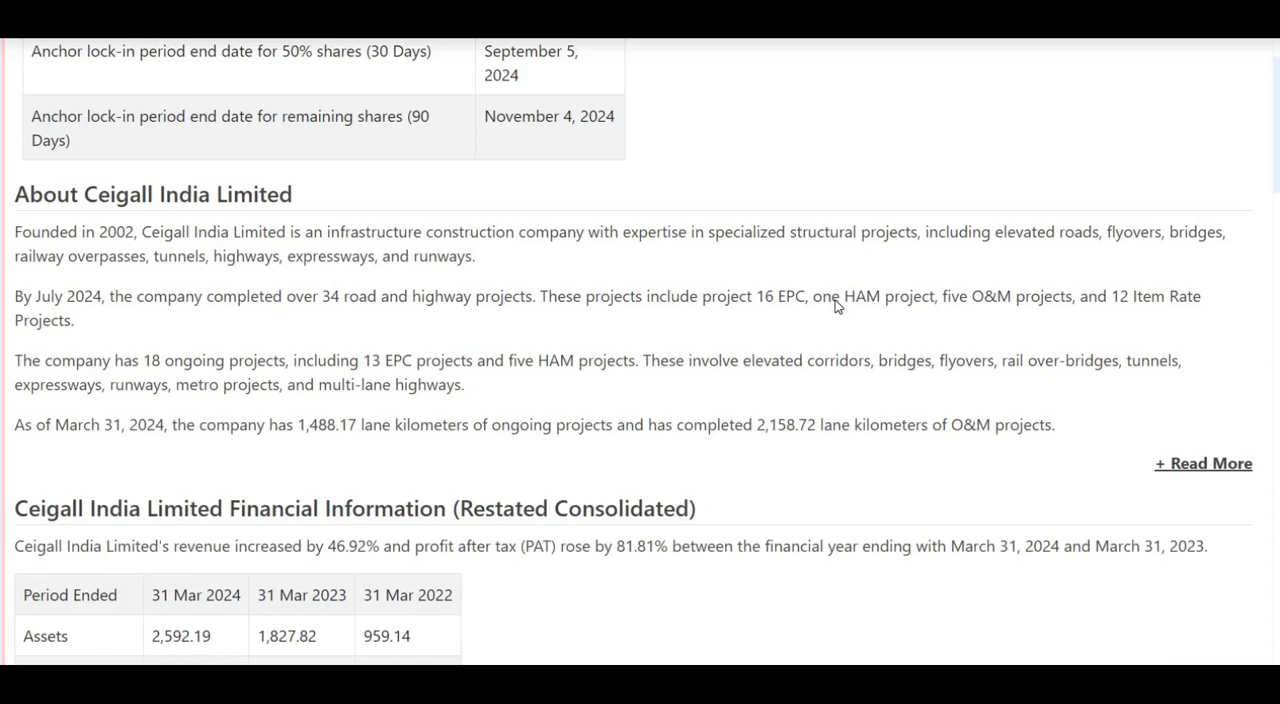 Anchor lock-in period end date for 50% shares (30 Days)
September 5,
2024
Anchor lock-in period end date for remaining shares (90
Days)
November 4, 2024
About Ceigall India Limited
Founded in 2002, Ceigall India Limited is an infrastructure construction company with expertise in specialized structural projects, including elevated roads, flyovers, bridges,
railway overpasses, tunnels, highways, expressways, and runways.
By July 2024, the company completed over 34 road and highway projects. These projects include project 16 EPC, one HAM project, five O&M projects, and 12 Item Rate
Projects.
The company has 18 ongoing projects, including 13 EPC projects and five HAM projects. These involve elevated corridors, bridges, flyovers, rail over-bridges, tunnels,
expressways, runways, metro projects, and multi-lane highways.
As of March 31, 2024, the company has 1,488.17 lane kilometers of ongoing projects and has completed 2,158.72 lane kilometers of O&M projects.
+ Read More
Ceigall India Limited Financial Information (Restated Consolidated)
Ceigall India Limited's revenue increased by 46.92% and profit after tax (PAT) rose by 81.81% between the financial year ending with March 31, 2024 and March 31, 2023.
Period Ended 31 Mar 2024 31 Mar 2023 31 Mar 2022
Assets 2,592.19 1,827.82 959.14